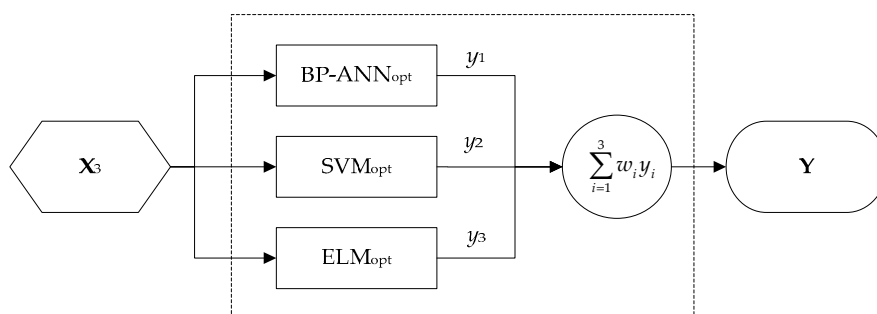 X₃
BP-ANNopt
y1
SVMopt
y2
ELMopt
y3
3
∑ wᵢyᵢ
i=1
Y